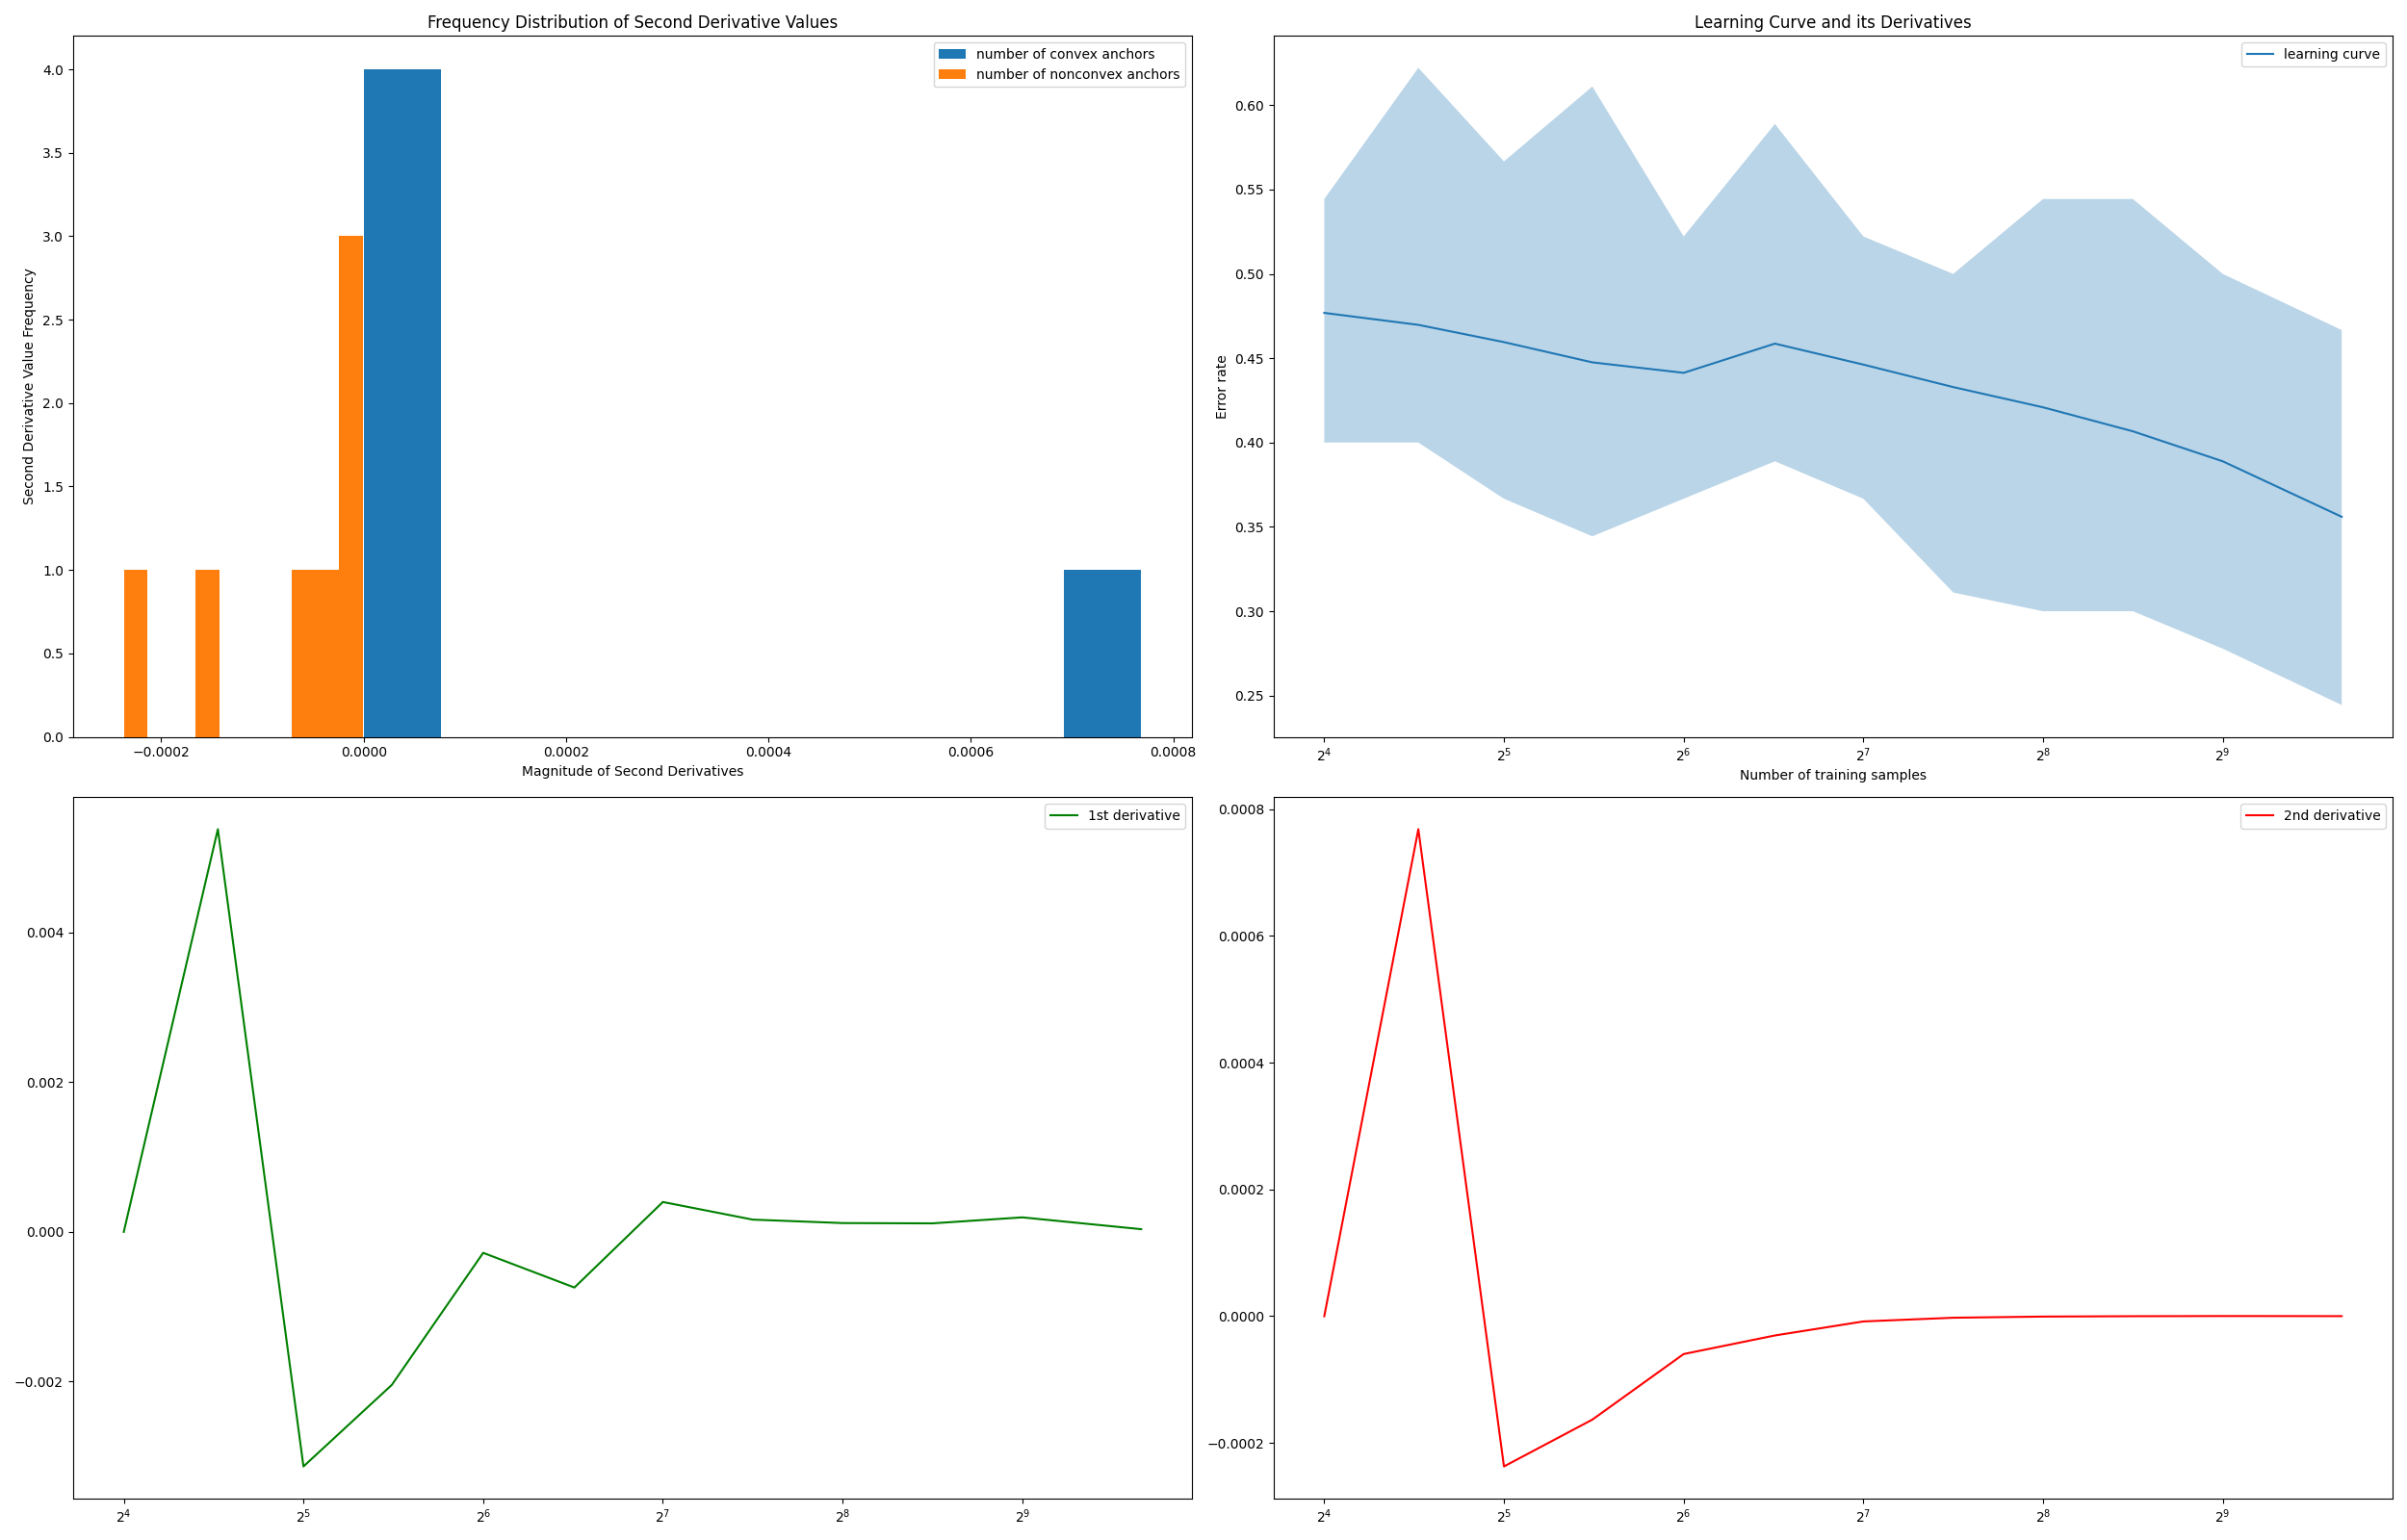 Frequency Distribution of Second Derivative Values
number of convex anchors
number of nonconvex anchors
4.0
3.5
3.0
2.5
2.0
1.5
1.0
0.5
0.0
Second Derivative Value Frequency
−0.0002 0.0000 0.0002 0.0004 0.0006 0.0008
Magnitude of Second Derivatives
Learning Curve and its Derivatives
learning curve
0.60
0.55
0.50
0.45
0.40
0.35
0.30
0.25
Error rate
2⁴ 2⁵ 2⁶ 2⁷ 2⁸ 2⁹
Number of training samples
1st derivative
0.004
0.002
0.000
−0.002
2⁴ 2⁵ 2⁶ 2⁷ 2⁸ 2⁹
2nd derivative
0.0008
0.0006
0.0004
0.0002
0.0000
−0.0002
2⁴ 2⁵ 2⁶ 2⁷ 2⁸ 2⁹